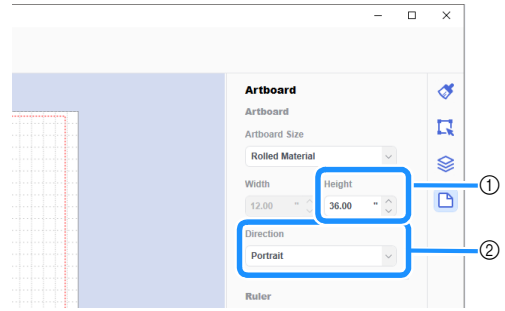 Artboard
Artboard
Artboard Size
Rolled Material
Width Height
12.00 " 36.00 "
①
Direction
Portrait
②
Ruler